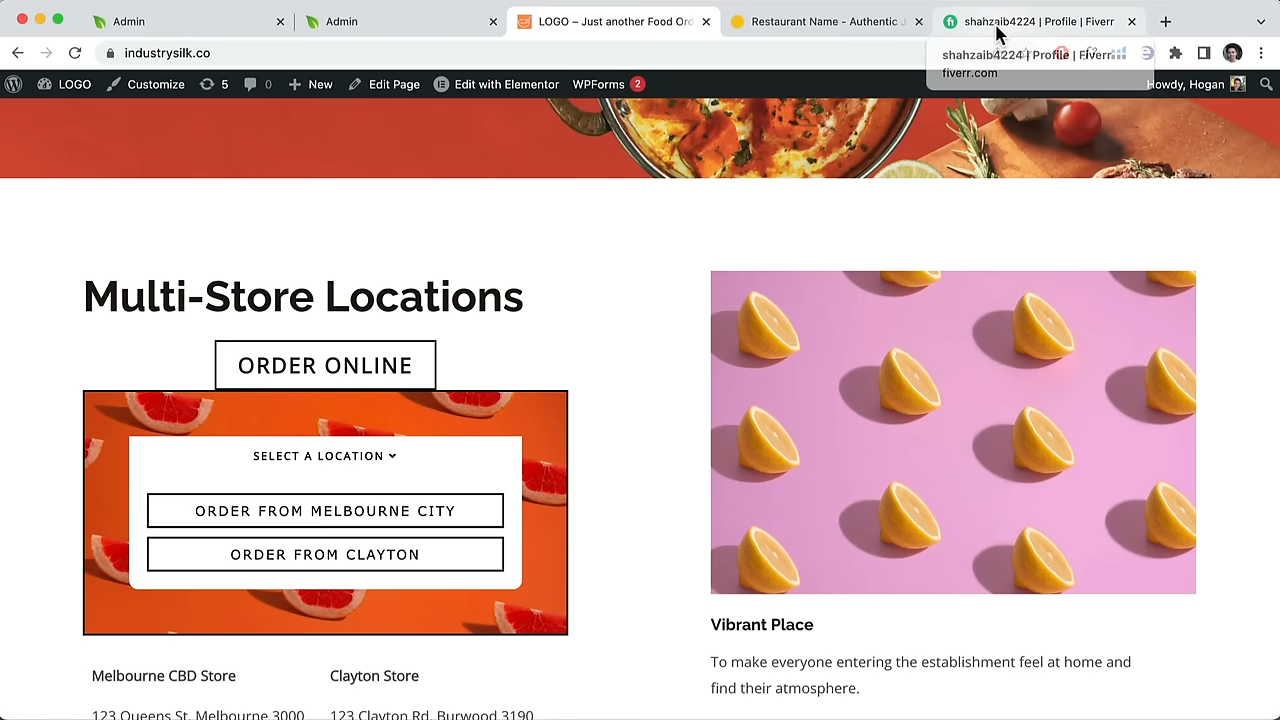 Admin
Admin
LOGO – Just another Food Ord
Restaurant Name - Authentic J
shahzaib4224 | Profile | Fiverr
industrysilk.co
shahzaib4224 | Profile | Fiverr
fiverr.com
LOGO
Customize
5
0
New
Edit Page
Edit with Elementor
WPForms 2
Howdy, Hogan
Multi-Store Locations
ORDER ONLINE
SELECT A LOCATION
ORDER FROM MELBOURNE CITY
ORDER FROM CLAYTON
Melbourne CBD Store
Clayton Store
123 Queens St, Melbourne 3000
123 Clayton Rd, Burwood 3190
Vibrant Place
To make everyone entering the establishment feel at home and
find their atmosphere.